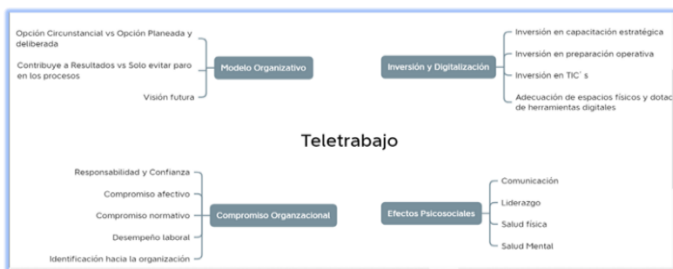 Opción Circunstancial vs Opción Planeada y
deliberada
Contribuye a Resultados vs Solo evitar paro
en los procesos
Visión futura
Modelo Organizativo
Inversión y Digitalización
Inversión en capacitación estratégica
Inversión en preparación operativa
Inversión en TIC´ s
Adecuación de espacios físicos y dotac
de herramientas digitales
Teletrabajo
Responsabilidad y Confianza
Compromiso afectivo
Compromiso normativo
Desempeño laboral
Identificación hacia la organización
Compromiso Organzacional
Efectos Psicosociales
Comunicación
Liderazgo
Salud física
Salud Mental